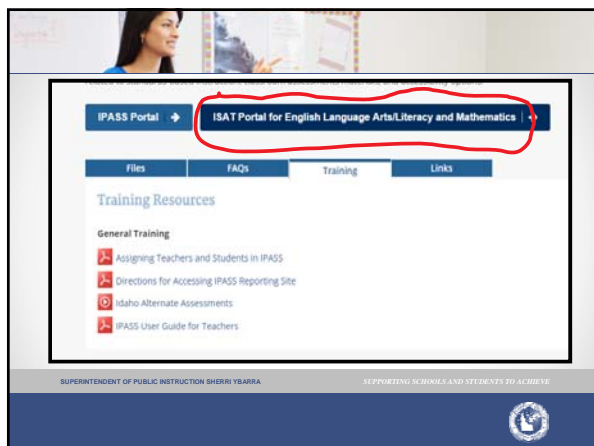 IPASS Portal
ISAT Portal for English Language Arts/Literacy and Mathematics
Files FAQs Training Links
Training Resources
General Training
Assigning Teachers and Students in IPASS
Directions for Accessing IPASS Reporting Site
Idaho Alternate Assessments
IPASS User Guide for Teachers
SUPERINTENDENT OF PUBLIC INSTRUCTION SHERRI YBARRA SUPPORTING SCHOOLS AND STUDENTS TO ACHIEVE